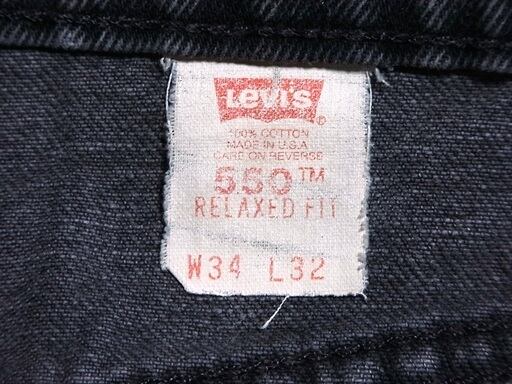 Levi's
®
100% COTTON
MADE IN U.S.A
CARE ON REVERSE
550™
RELAXED FIT
W34 L32